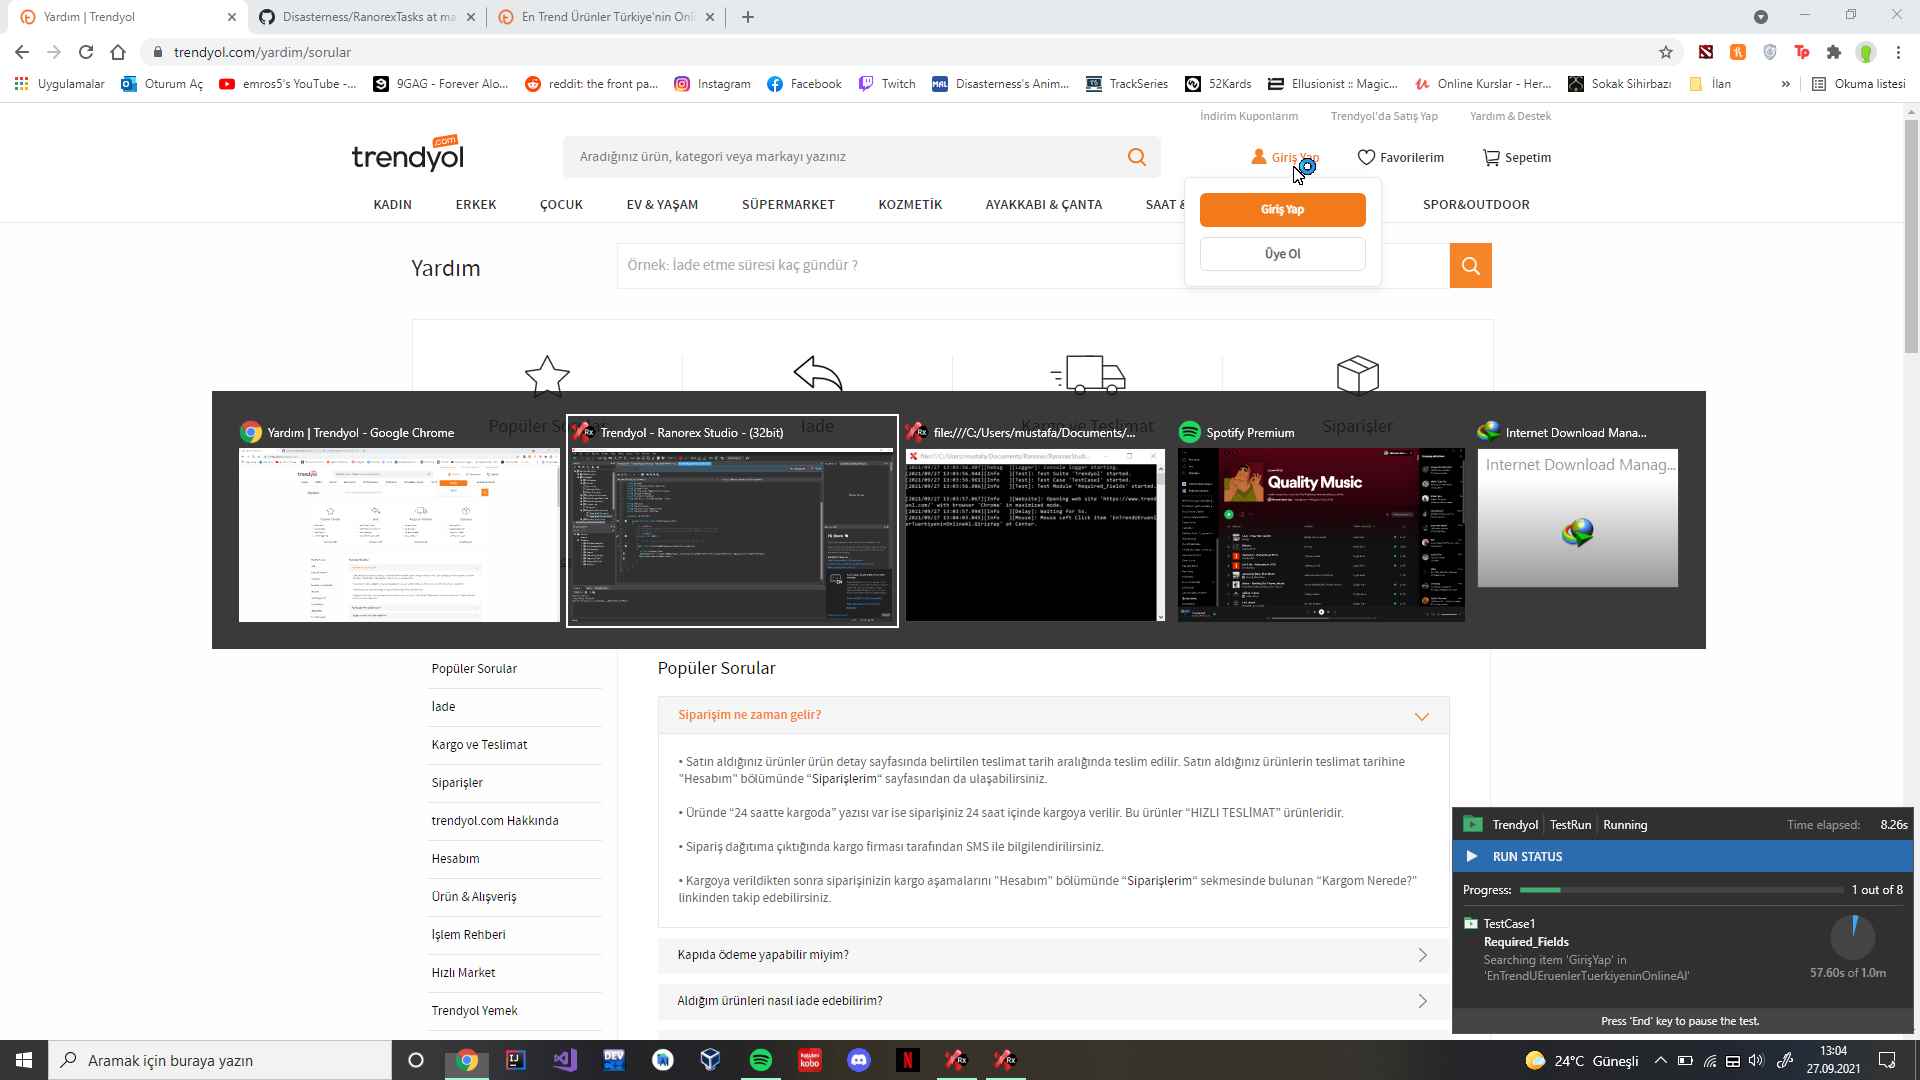 Yardım | Trendyol
Disasterness/RanorexTasks at ma
En Trend Ürünler Türkiye'nin Onli
trendyol.com/yardim/sorular
Uygulamalar
Oturum Aç
emros5's YouTube -...
9GAG - Forever Alo...
reddit: the front pa...
Instagram
Facebook
Twitch
Disasterness's Anim...
TrackSeries
52Kards
Ellusionist :: Magic...
Online Kurslar - Her...
Sokak Sihirbazı
İlan
»
Okuma listesi
İndirim Kuponlarım
Trendyol'da Satış Yap
Yardım & Destek
trendyol
.com
Aradığınız ürün, kategori veya markayı yazınız
Giriş Yap
Favorilerim
Sepetim
KADIN
ERKEK
ÇOCUK
EV & YAŞAM
SÜPERMARKET
KOZMETİK
AYAKKABI & ÇANTA
SAAT &
SPOR&OUTDOOR
Giriş Yap
Üye Ol
Yardım
Örnek: İade etme süresi kaç gündür ?
Yardım | Trendyol - Google Chrome
Trendyol - Ranorex Studio - (32bit)
file:///C:/Users/mustafa/Documents/...
Spotify Premium
Internet Download Mana...
Internet Download Manag...
Quality Music
Kargo ve Teslimat
Siparişler
İade
Popüler Sorular
İade
Kargo ve Teslimat
Siparişler
trendyol.com Hakkında
Hesabım
Ürün & Alışveriş
İşlem Rehberi
Hızlı Market
Trendyol Yemek
Popüler Sorular
Siparişim ne zaman gelir?
• Satın aldığınız ürünler ürün detay sayfasında belirtilen teslimat tarih aralığında teslim edilir. Satın aldığınız ürünlerin teslimat tarihine
"Hesabım" bölümünde “Siparişlerim“ sayfasından da ulaşabilirsiniz.
• Üründe “24 saatte kargoda” yazısı var ise siparişiniz 24 saat içinde kargoya verilir. Bu ürünler “HIZLI TESLİMAT” ürünleridir.
• Sipariş dağıtıma çıktığında kargo firması tarafından SMS ile bilgilendirilirsiniz.
• Kargoya verildikten sonra siparişinizin kargo aşamalarını "Hesabım" bölümünde “Siparişlerim“ sekmesinde bulunan “Kargom Nerede?”
linkinden takip edebilirsiniz.
Kapıda ödeme yapabilir miyim?
Aldığım ürünleri nasıl iade edebilirim?
Trendyol
TestRun
Running
Time elapsed: 8.26s
RUN STATUS
Progress:
1 out of 8
TestCase1
Required_Fields
Searching item 'GirişYap' in
'EnTrendUEruenlerTuerkiyeninOnlineAl'
57.60s of 1.0m
Press 'End' key to pause the test.
Aramak için buraya yazın
24°C Güneşli
13:04
27.09.2021